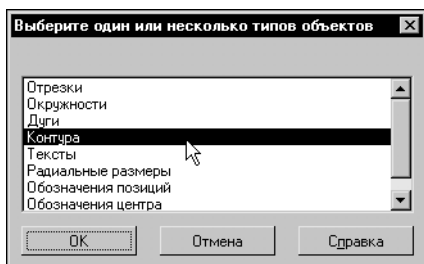 Выберите один или несколько типов объектов
Отрезки
Окружности
Дуги
Контура
Тексты
Радиальные размеры
Обозначения позиций
Обозначения центра
OK
Отмена
Справка